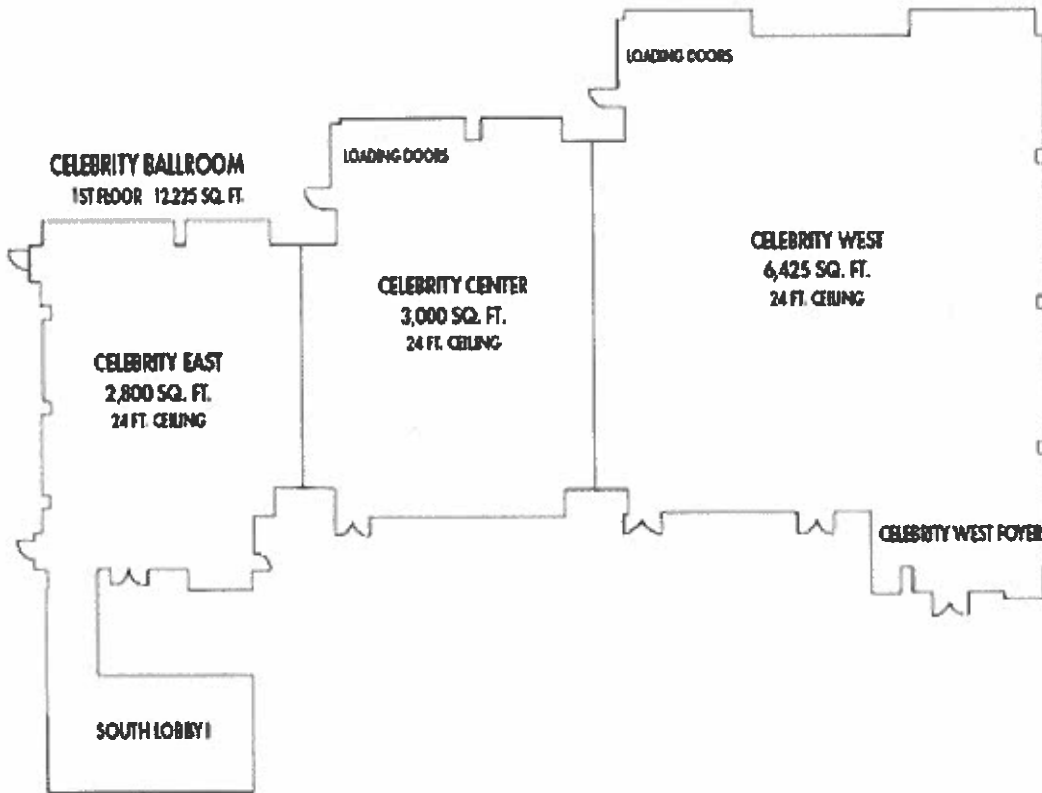 LOADING DOORS
LOADING DOORS
CELEBRITY BALLROOM
1ST FLOOR 12,225 SQ. FT.
CELEBRITY WEST
6,425 SQ. FT.
24 FT. CEILING
CELEBRITY CENTER
3,000 SQ. FT.
24 FT. CEILING
CELEBRITY EAST
2,800 SQ. FT.
24 FT. CEILING
CELEBRITY WEST FOYER
SOUTH LOBBY I